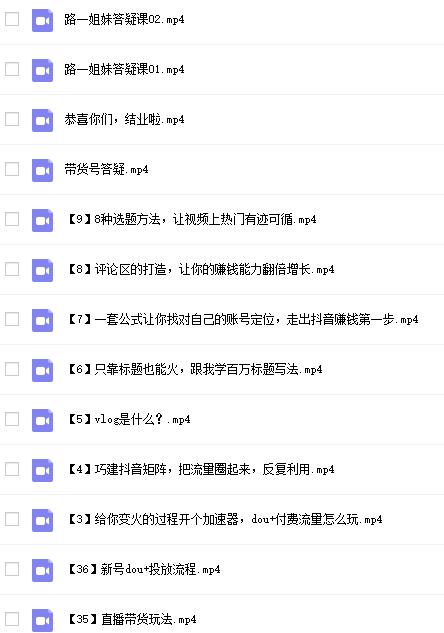 路一姐妹答疑课02.mp4
路一姐妹答疑课01.mp4
恭喜你们，结业啦.mp4
带货号答疑.mp4
【9】8种选题方法，让视频上热门有迹可循.mp4
【8】评论区的打造，让你的赚钱能力翻倍增长.mp4
【7】一套公式让你找对自己的账号定位，走出抖音赚钱第一步.mp4
【6】只靠标题也能火，跟我学百万标题写法.mp4
【5】vlog是什么？.mp4
【4】巧建抖音矩阵，把流量圈起来，反复利用.mp4
【3】给你变火的过程开个加速器，dou+付费流量怎么玩.mp4
【36】新号dou+投放流程.mp4
【35】直播带货玩法.mp4